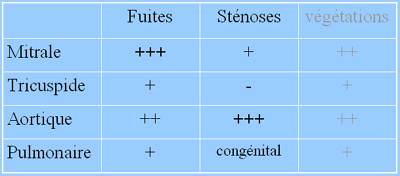 Fuites Sténoses végétations
Mitrale +++ + ++
Tricuspide + - +
Aortique ++ +++ ++
Pulmonaire + congénital +